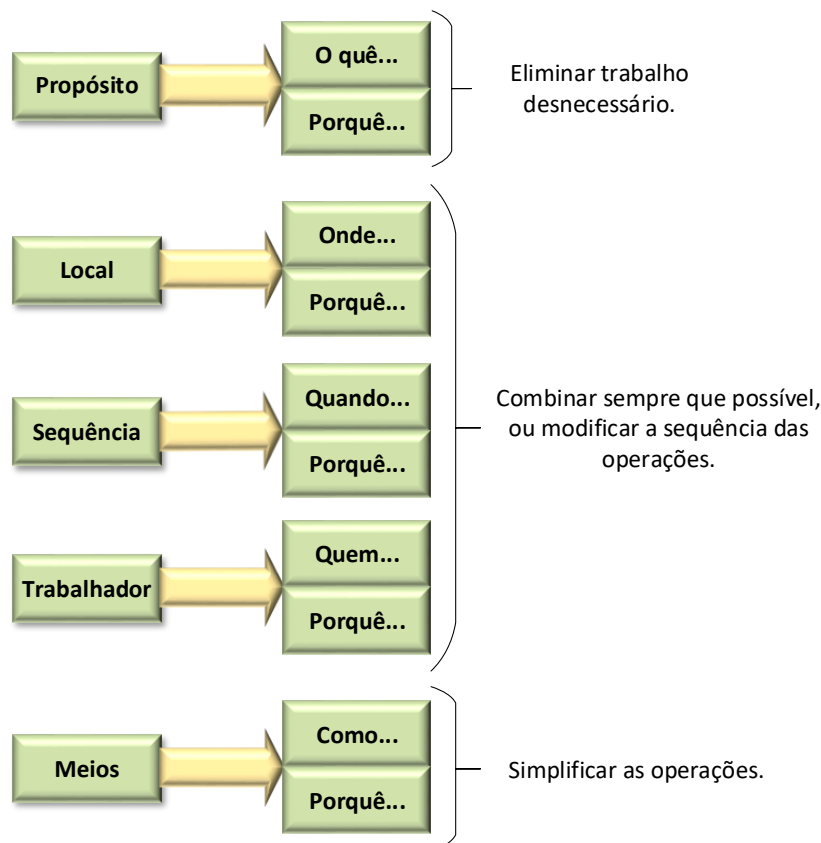 Propósito
O quê...
Porquê...
Eliminar trabalho
desnecessário.
Local
Onde...
Porquê...
Sequência
Quando...
Porquê...
Combinar sempre que possível,
ou modificar a sequência das
operações.
Trabalhador
Quem...
Porquê...
Meios
Como...
Porquê...
Simplificar as operações.